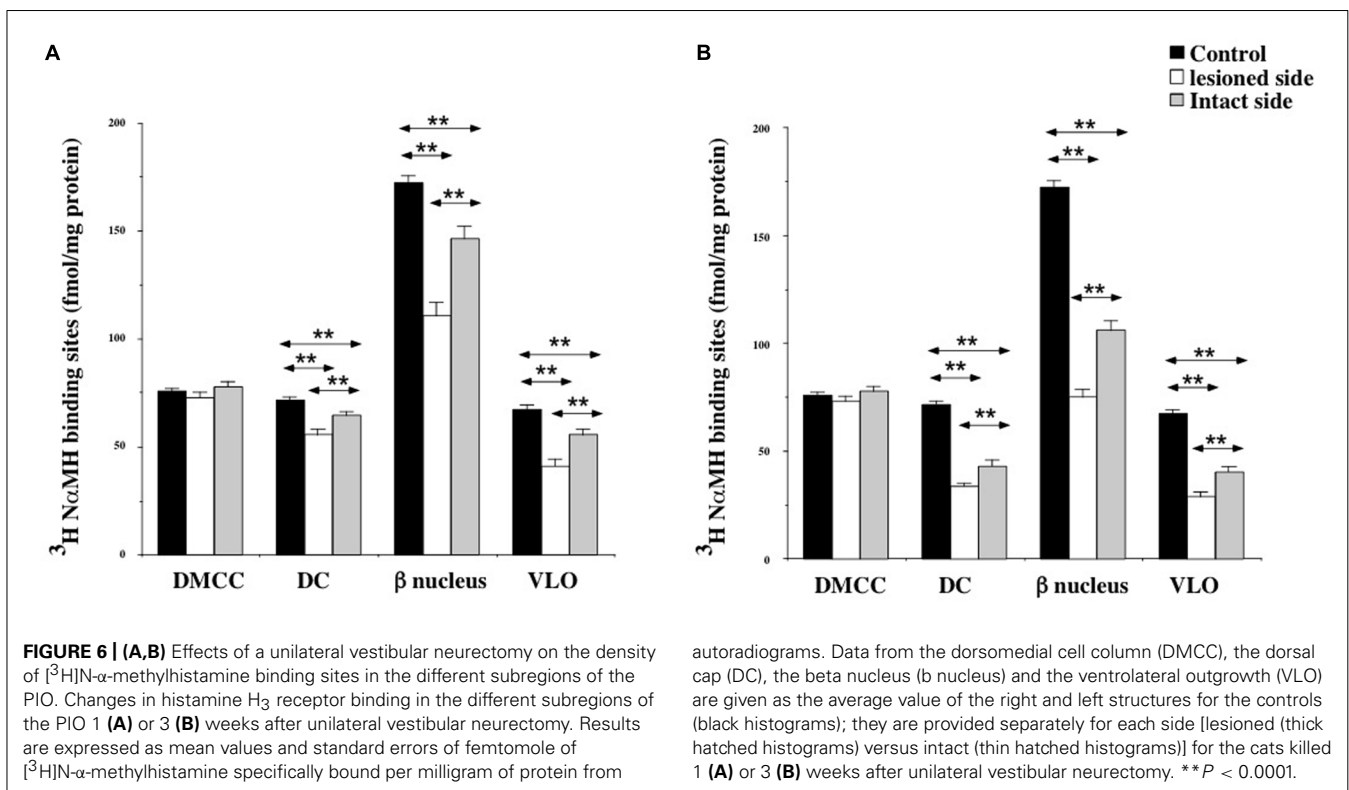 A
B
Control
lesioned side
Intact side
³H NαMH binding sites (fmol/mg protein)
200
150
100
50
0
**
**
**
**
**
**
**
**
**
DMCC
DC
β nucleus
VLO
³H NαMH binding sites (fmol/mg protein)
200
150
100
50
0
**
**
**
**
**
**
**
**
**
DMCC
DC
β nucleus
VLO
FIGURE 6 | (A,B) Effects of a unilateral vestibular neurectomy on the density
of [³H]N-α-methylhistamine binding sites in the different subregions of the
PIO. Changes in histamine H₃ receptor binding in the different subregions of
the PIO 1 (A) or 3 (B) weeks after unilateral vestibular neurectomy. Results
are expressed as mean values and standard errors of femtomole of
[³H]N-α-methylhistamine specifically bound per milligram of protein from
autoradiograms. Data from the dorsomedial cell column (DMCC), the dorsal
cap (DC), the beta nucleus (b nucleus) and the ventrolateral outgrowth (VLO)
are given as the average value of the right and left structures for the controls
(black histograms); they are provided separately for each side [lesioned (thick
hatched histograms) versus intact (thin hatched histograms)] for the cats killed
1 (A) or 3 (B) weeks after unilateral vestibular neurectomy. **P < 0.0001.